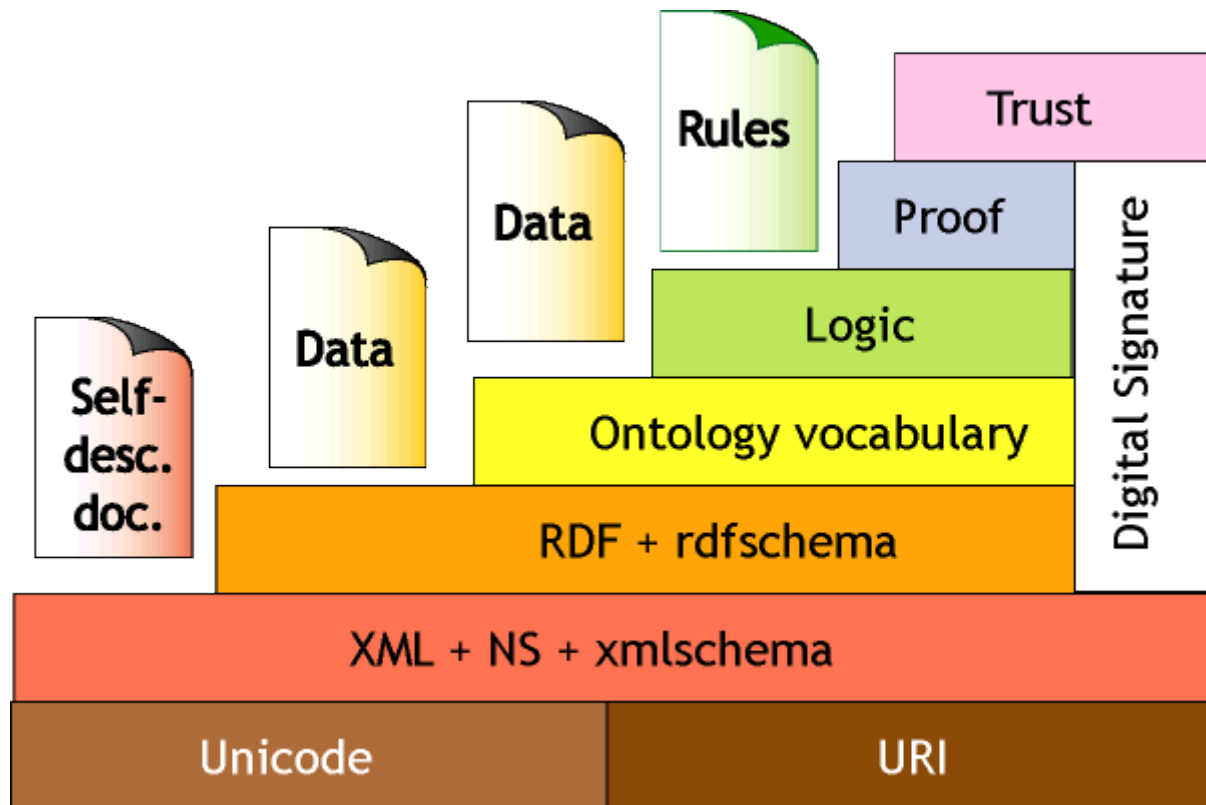 Rules
Trust
Data
Proof
Data
Logic
Self-
desc.
doc.
Ontology vocabulary
Digital Signature
RDF + rdfschema
XML + NS + xmlschema
Unicode
URI